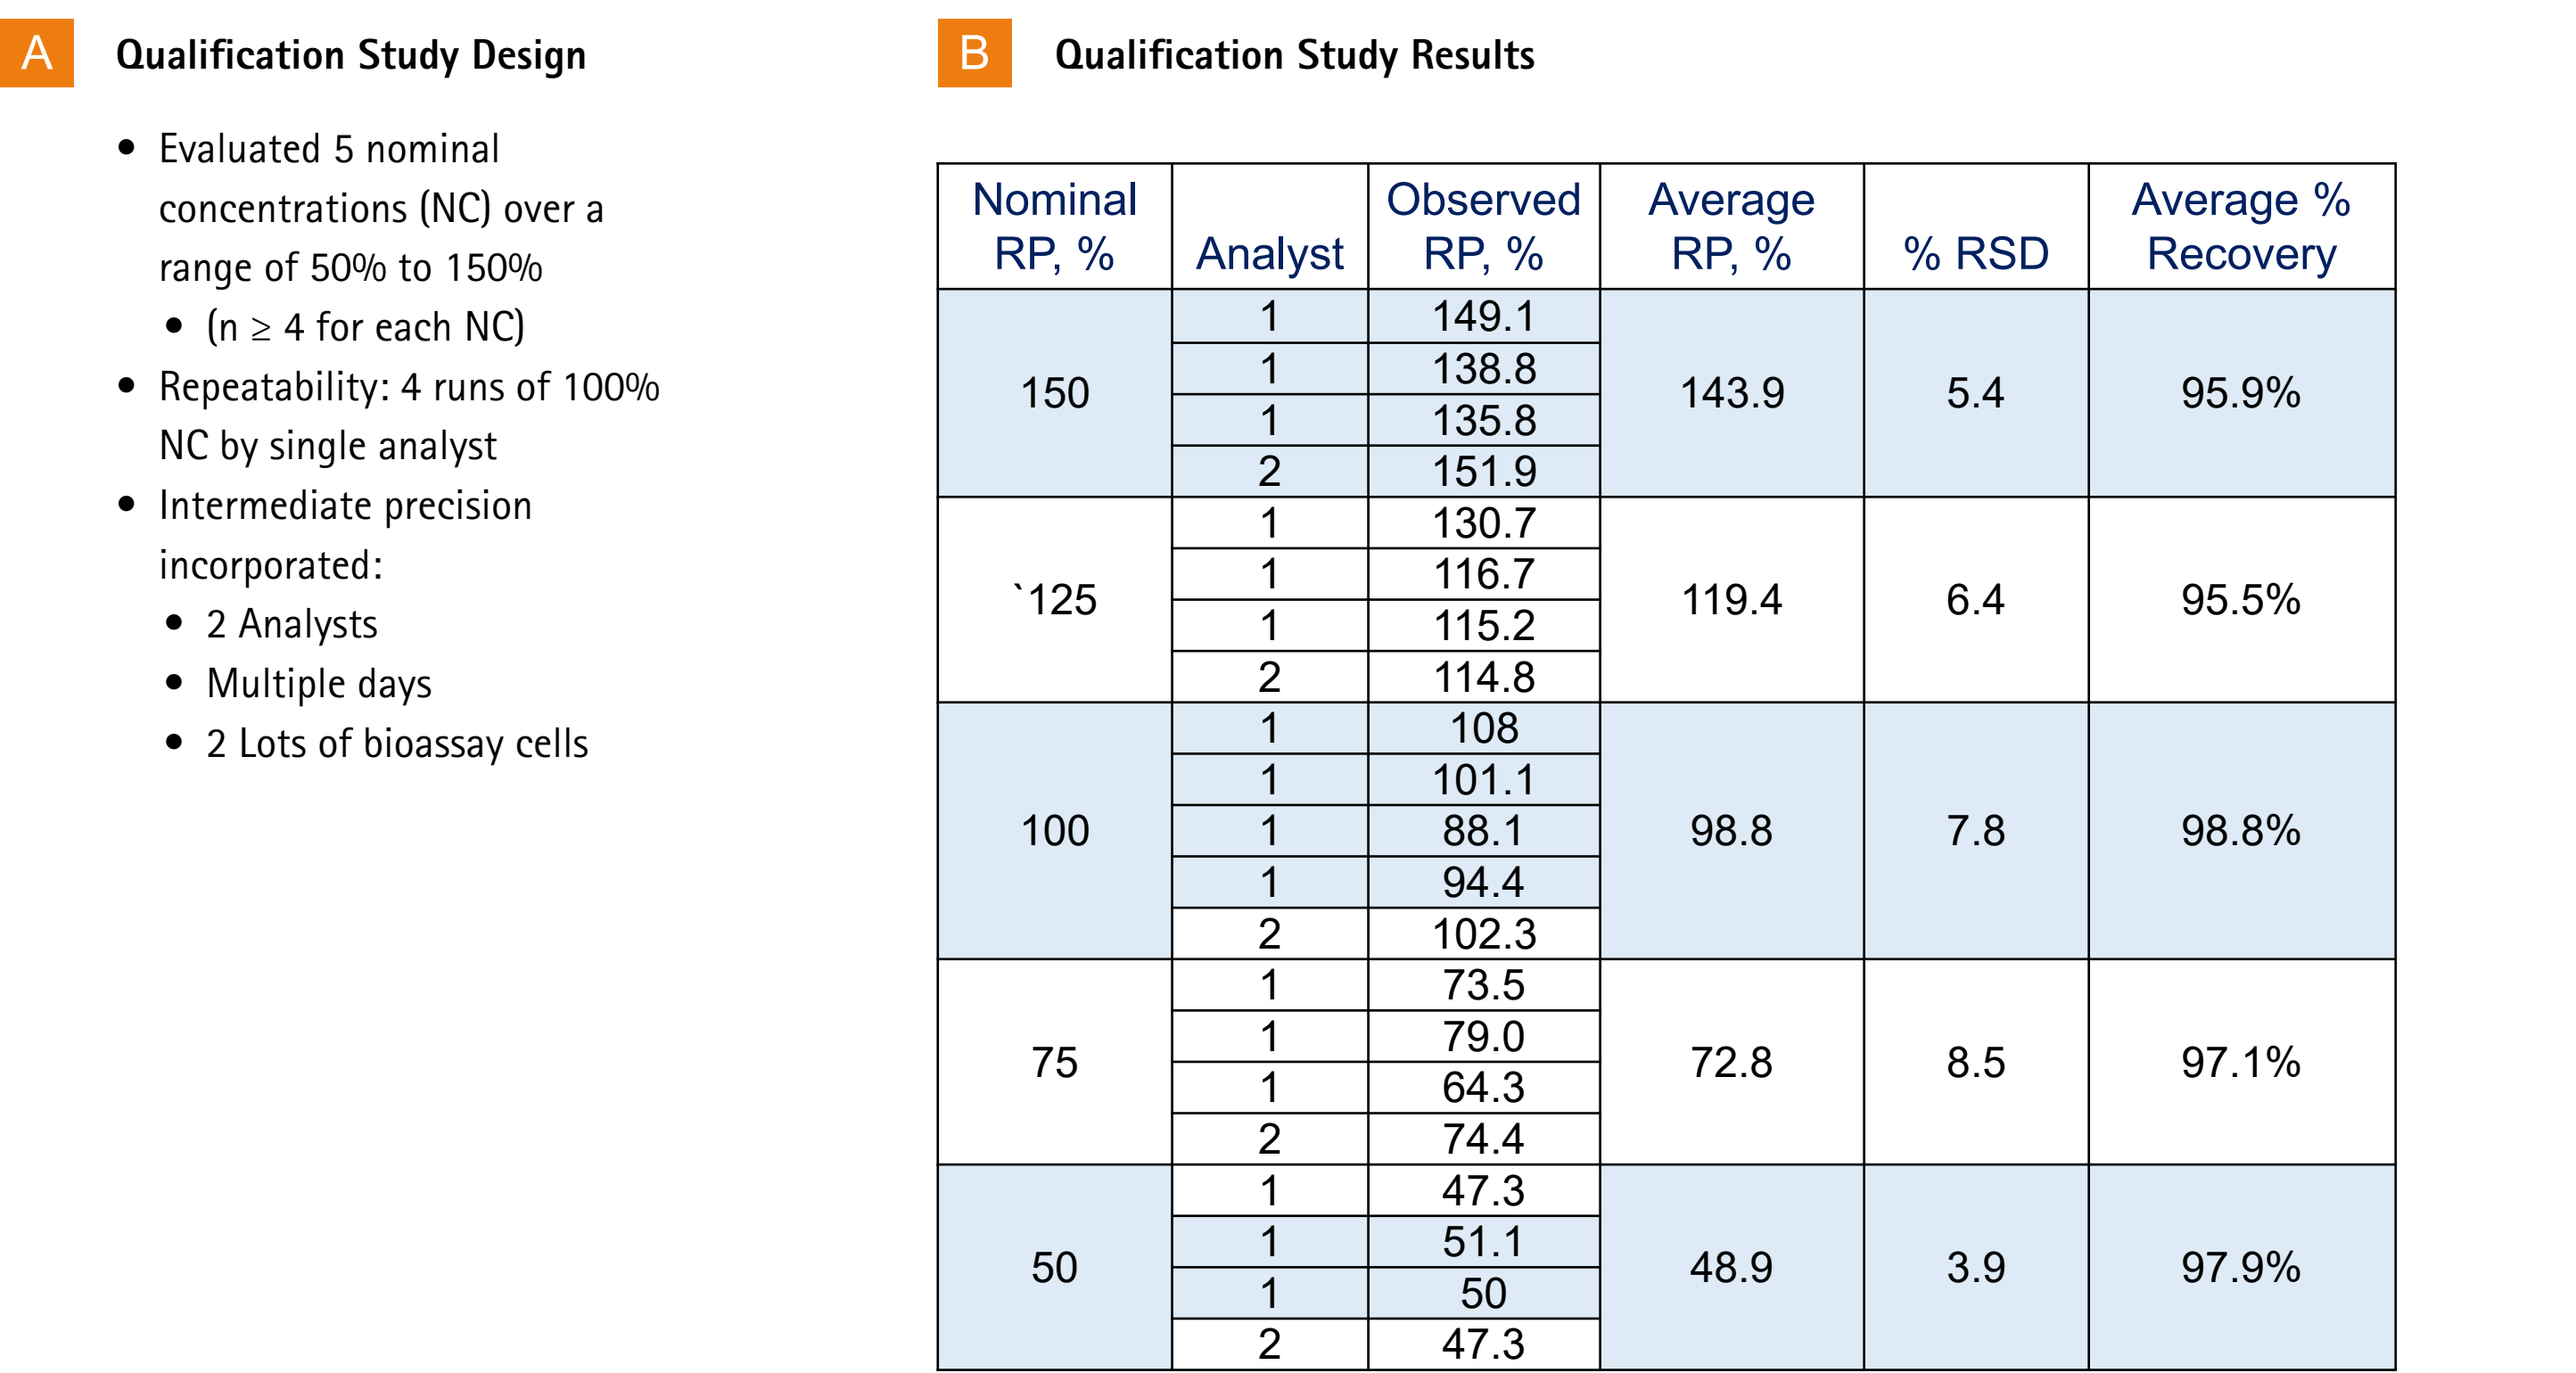 A
Qualification Study Design
• Evaluated 5 nominal
concentrations (NC) over a
range of 50% to 150%
• (n ≥ 4 for each NC)
• Repeatability: 4 runs of 100%
NC by single analyst
• Intermediate precision
incorporated:
• 2 Analysts
• Multiple days
• 2 Lots of bioassay cells
B
Qualification Study Results
Nominal RP, % Analyst Observed RP, % Average RP, % % RSD Average % Recovery
150 1 149.1 143.9 5.4 95.9%
1 138.8
1 135.8
2 151.9
`125 1 130.7 119.4 6.4 95.5%
1 116.7
1 115.2
2 114.8
100 1 108 98.8 7.8 98.8%
1 101.1
1 88.1
1 94.4
2 102.3
75 1 73.5 72.8 8.5 97.1%
1 79.0
1 64.3
2 74.4
50 1 47.3 48.9 3.9 97.9%
1 51.1
1 50
2 47.3